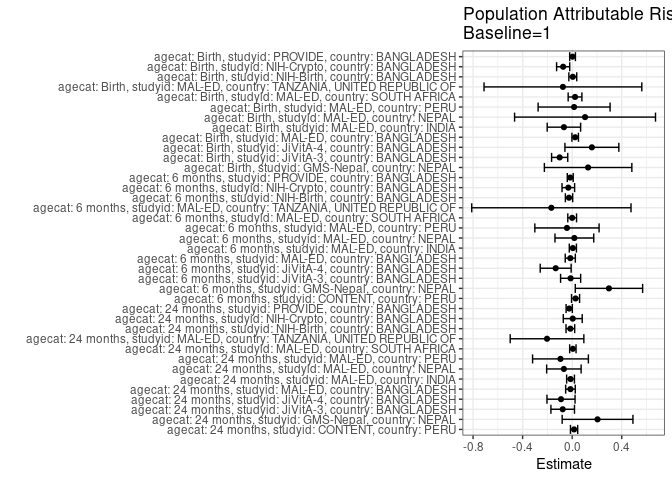 Population Attributable Ris
Baseline=1
agecat: Birth, studyid: PROVIDE, country: BANGLADESH
agecat: Birth, studyid: NIH-Crypto, country: BANGLADESH
agecat: Birth, studyid: NIH-Birth, country: BANGLADESH
agecat: Birth, studyid: MAL-ED, country: TANZANIA, UNITED REPUBLIC OF
agecat: Birth, studyid: MAL-ED, country: SOUTH AFRICA
agecat: Birth, studyid: MAL-ED, country: PERU
agecat: Birth, studyid: MAL-ED, country: NEPAL
agecat: Birth, studyid: MAL-ED, country: INDIA
agecat: Birth, studyid: MAL-ED, country: BANGLADESH
agecat: Birth, studyid: JiVitA-4, country: BANGLADESH
agecat: Birth, studyid: JiVitA-3, country: BANGLADESH
agecat: Birth, studyid: GMS-Nepal, country: NEPAL
agecat: 6 months, studyid: PROVIDE, country: BANGLADESH
agecat: 6 months, studyid: NIH-Crypto, country: BANGLADESH
agecat: 6 months, studyid: NIH-Birth, country: BANGLADESH
agecat: 6 months, studyid: MAL-ED, country: TANZANIA, UNITED REPUBLIC OF
agecat: 6 months, studyid: MAL-ED, country: SOUTH AFRICA
agecat: 6 months, studyid: MAL-ED, country: PERU
agecat: 6 months, studyid: MAL-ED, country: NEPAL
agecat: 6 months, studyid: MAL-ED, country: INDIA
agecat: 6 months, studyid: MAL-ED, country: BANGLADESH
agecat: 6 months, studyid: JiVitA-4, country: BANGLADESH
agecat: 6 months, studyid: JiVitA-3, country: BANGLADESH
agecat: 6 months, studyid: GMS-Nepal, country: NEPAL
agecat: 6 months, studyid: CONTENT, country: PERU
agecat: 24 months, studyid: PROVIDE, country: BANGLADESH
agecat: 24 months, studyid: NIH-Crypto, country: BANGLADESH
agecat: 24 months, studyid: NIH-Birth, country: BANGLADESH
agecat: 24 months, studyid: MAL-ED, country: TANZANIA, UNITED REPUBLIC OF
agecat: 24 months, studyid: MAL-ED, country: SOUTH AFRICA
agecat: 24 months, studyid: MAL-ED, country: PERU
agecat: 24 months, studyid: MAL-ED, country: NEPAL
agecat: 24 months, studyid: MAL-ED, country: INDIA
agecat: 24 months, studyid: MAL-ED, country: BANGLADESH
agecat: 24 months, studyid: JiVitA-4, country: BANGLADESH
agecat: 24 months, studyid: JiVitA-3, country: BANGLADESH
agecat: 24 months, studyid: GMS-Nepal, country: NEPAL
agecat: 24 months, studyid: CONTENT, country: PERU
-0.8 -0.4 0.0 0.4
Estimate